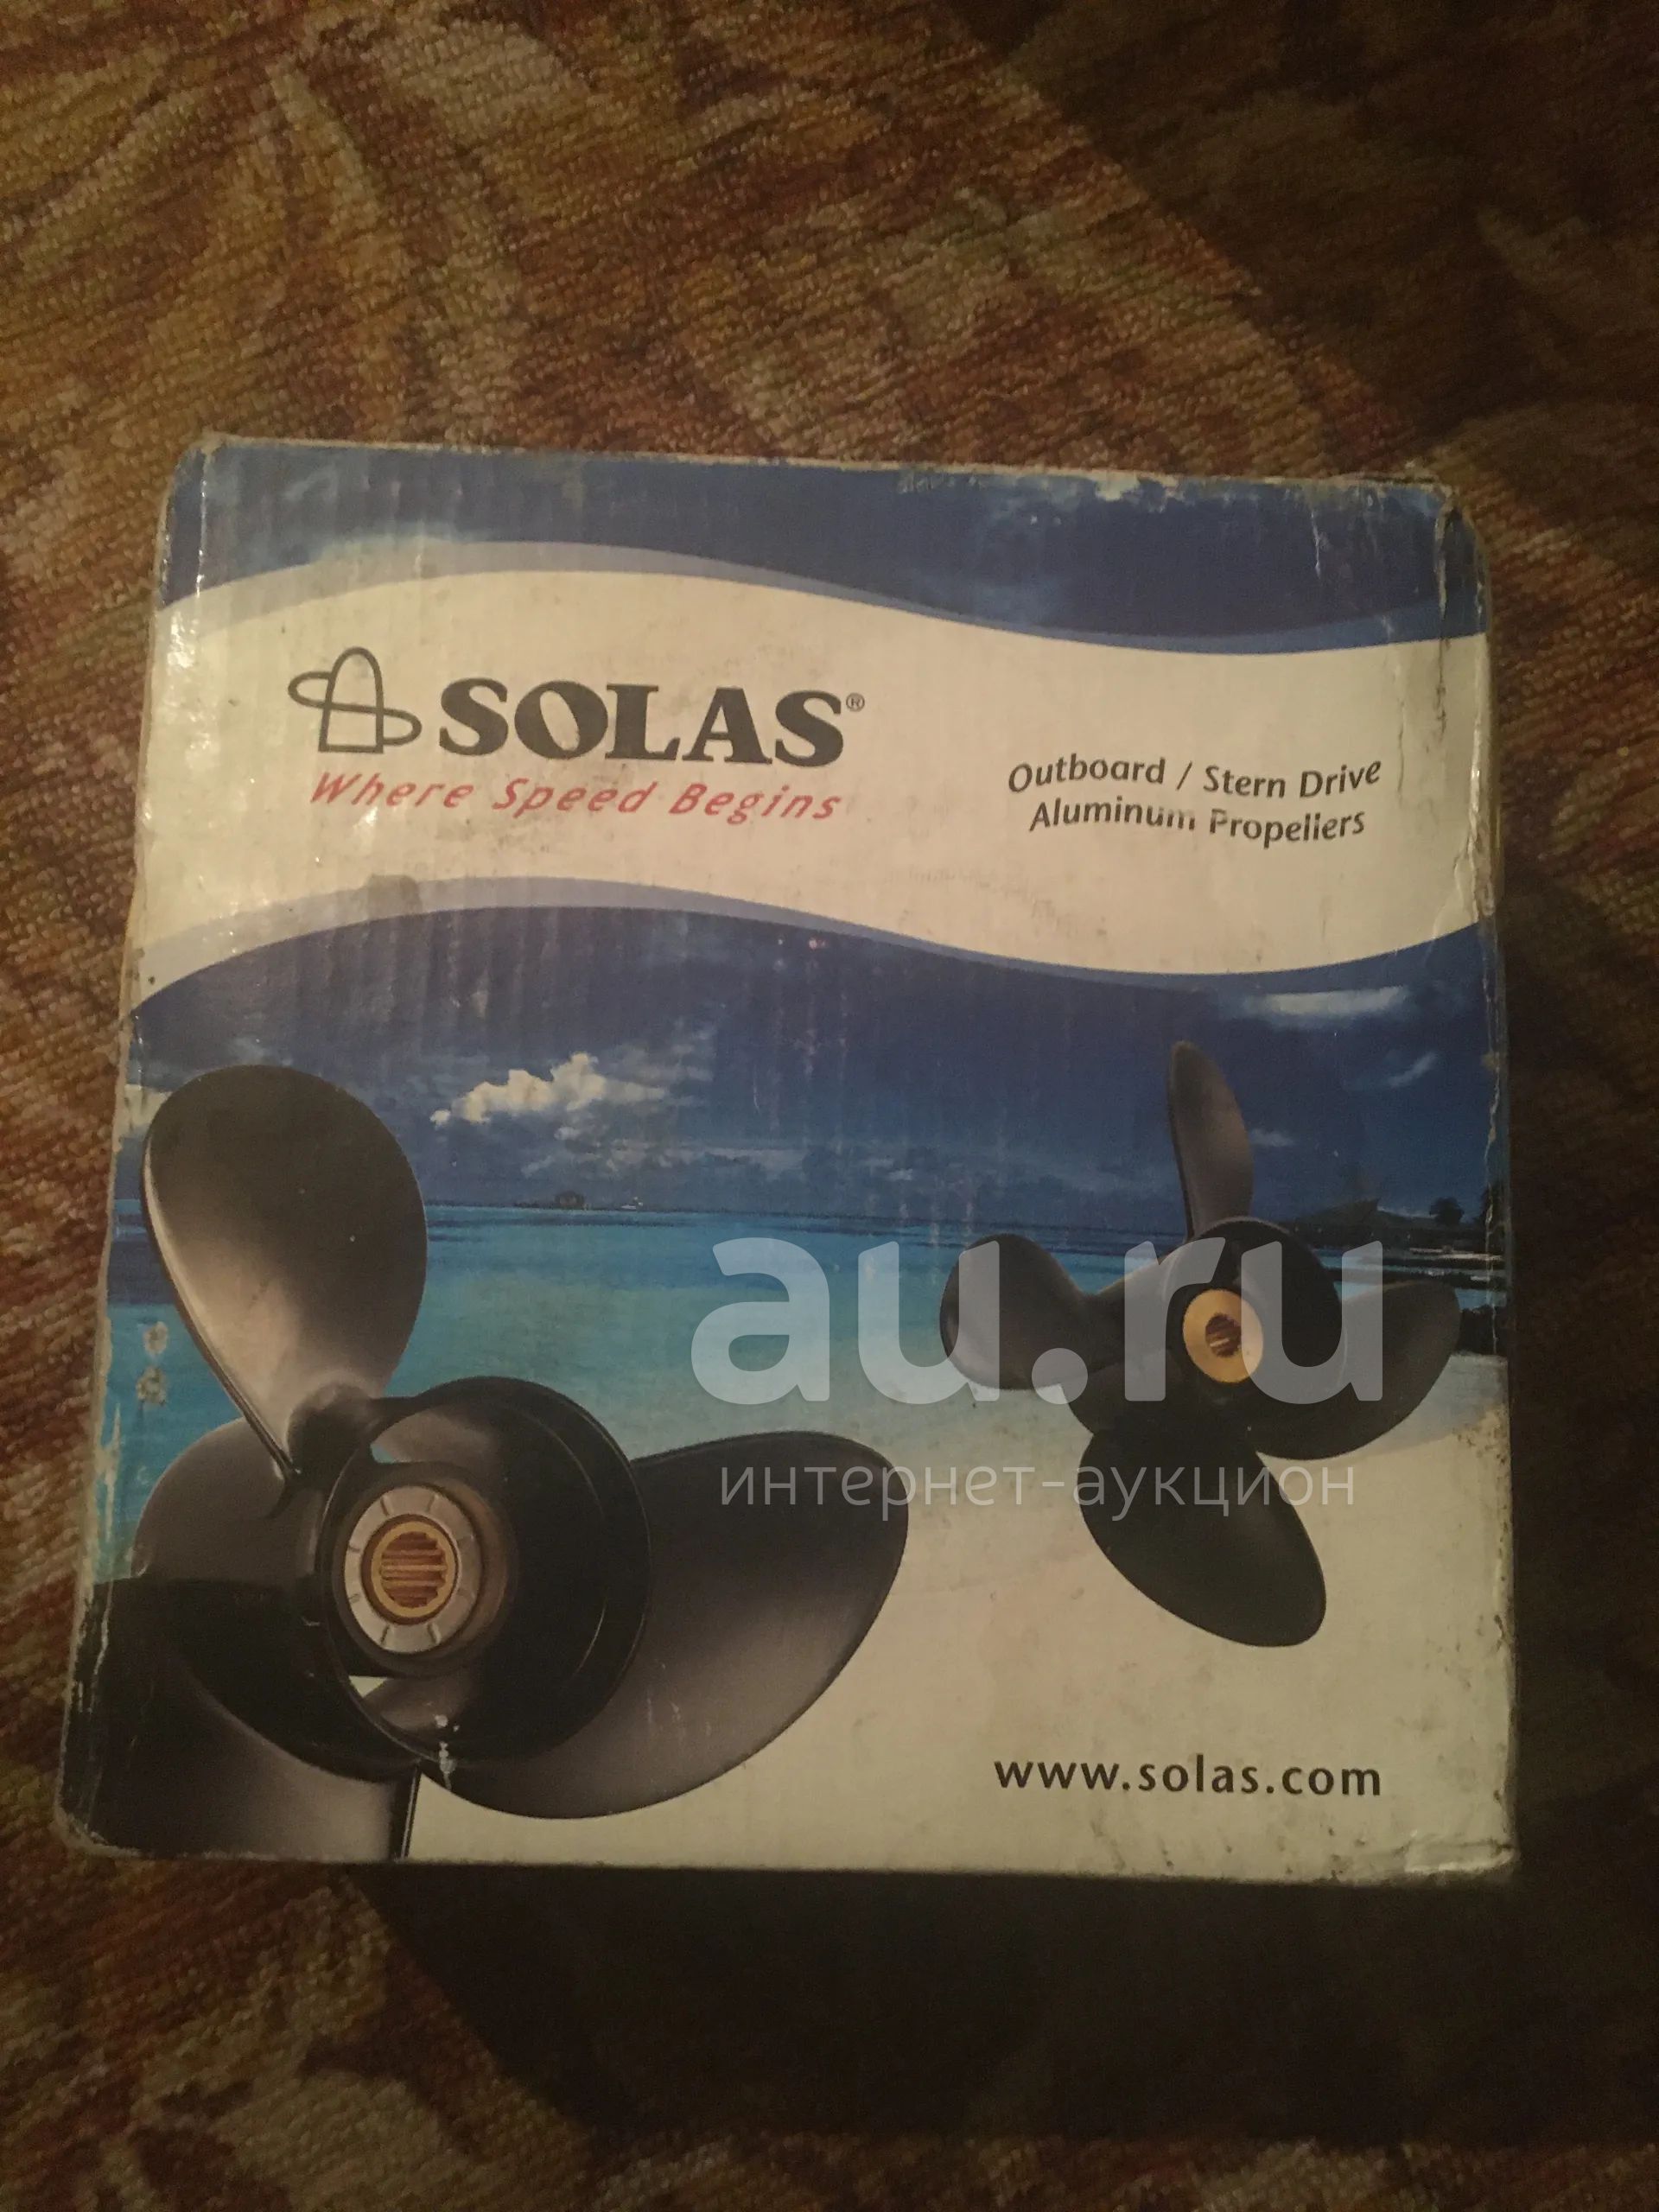 SOLAS®
Where Speed Begins
Outboard / Stern Drive
Aluminum Propellers
au.ru
интернет-аукцион
www.solas.com